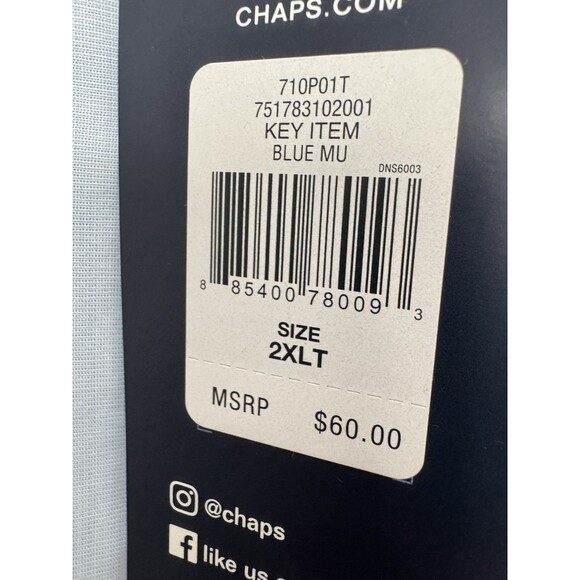 CHAPS.COM
710P01T
751783102001
KEY ITEM
BLUE MU
DNS6003
8 85400 78009 3
SIZE
2XLT
MSRP $60.00
@chaps
like us